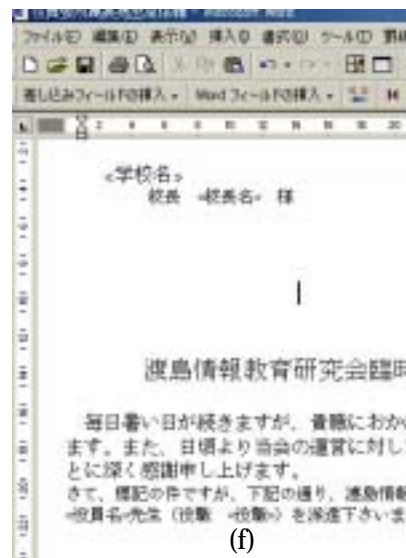 ファイル(F) 編集(E) 表示(V) 挿入(I) 書式(O) ツール(T) 罫
差し込みフィールドの挿入 Word フィールドの挿入
«学校名»
校長 «校長名» 様
渡島情報教育研究会臨時
毎日暑い日が続きますが、貴職におか
ます。また、日頃より当会の運営に対し
とに深く感謝申し上げます。
さて、標記の件ですが、下記の通り、渡島情報
«役員名»先生(役職 «役職»)を派遣下さいま
(f)